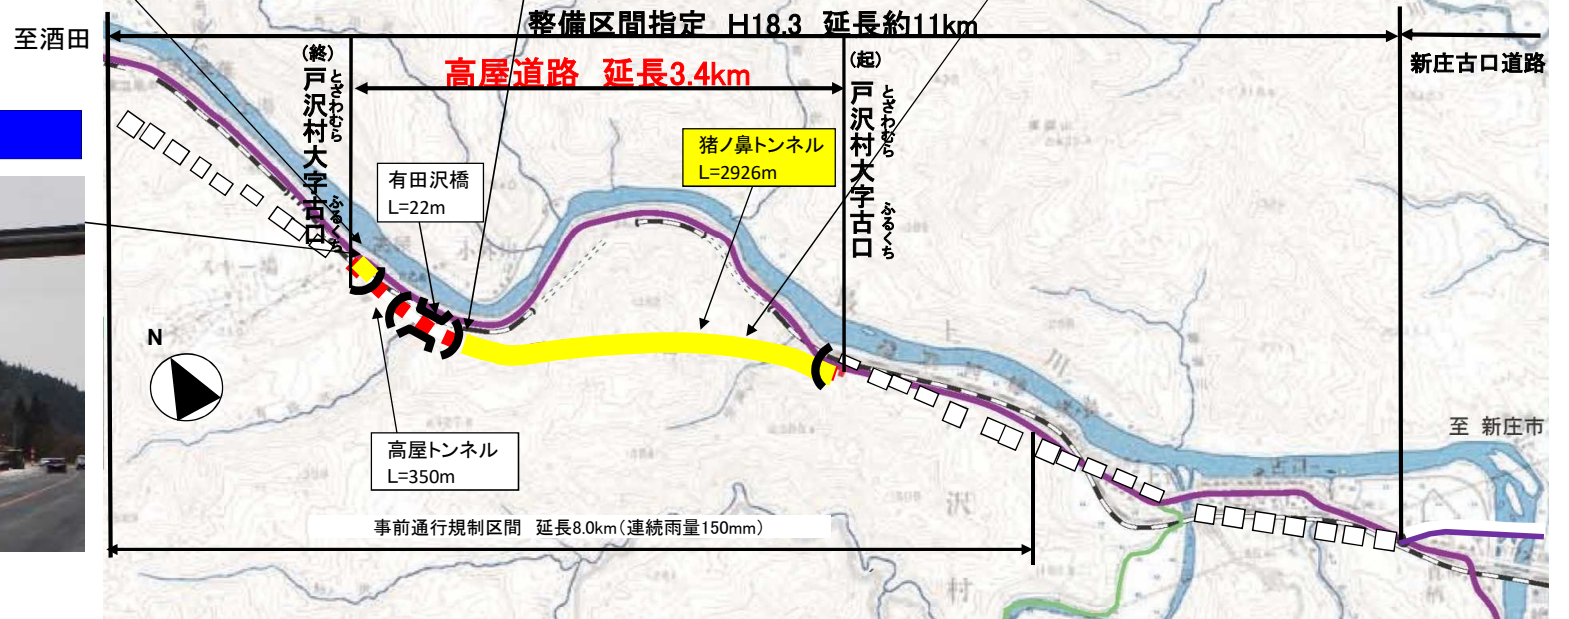 整備区間指定 H18.3 延長約11km
至酒田
新庄古口道路
高屋道路 延長3.4km
(終)
戸沢村大字古口
とざわむら
ふるくち
(起)
戸沢村大字古口
とざわむら
ふるくち
猪ノ鼻トンネル
L=2926m
有田沢橋
L=22m
N
高屋トンネル
L=350m
至 新庄市
事前通行規制区間 延長8.0km(連続雨量150mm)
上
川
沢
村